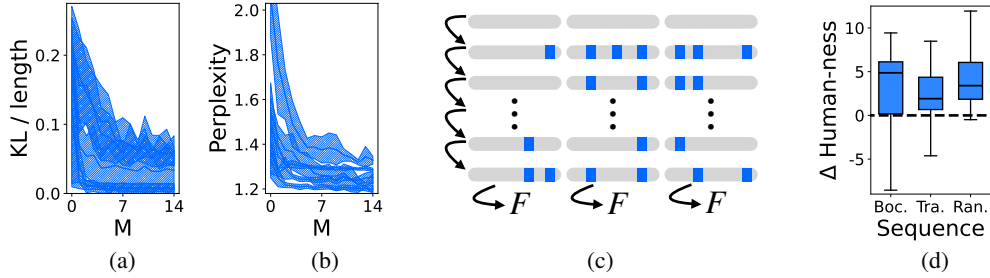 KL / length
0.2
0.1
0.0
0
7
14
M
(a)
Perplexity
2.0
1.8
1.6
1.4
1.2
0
7
14
M
(b)
F
F
F
(c)
Δ Human-ness
10
5
0
-5
Boc. Tra. Ran.
Sequence
(d)